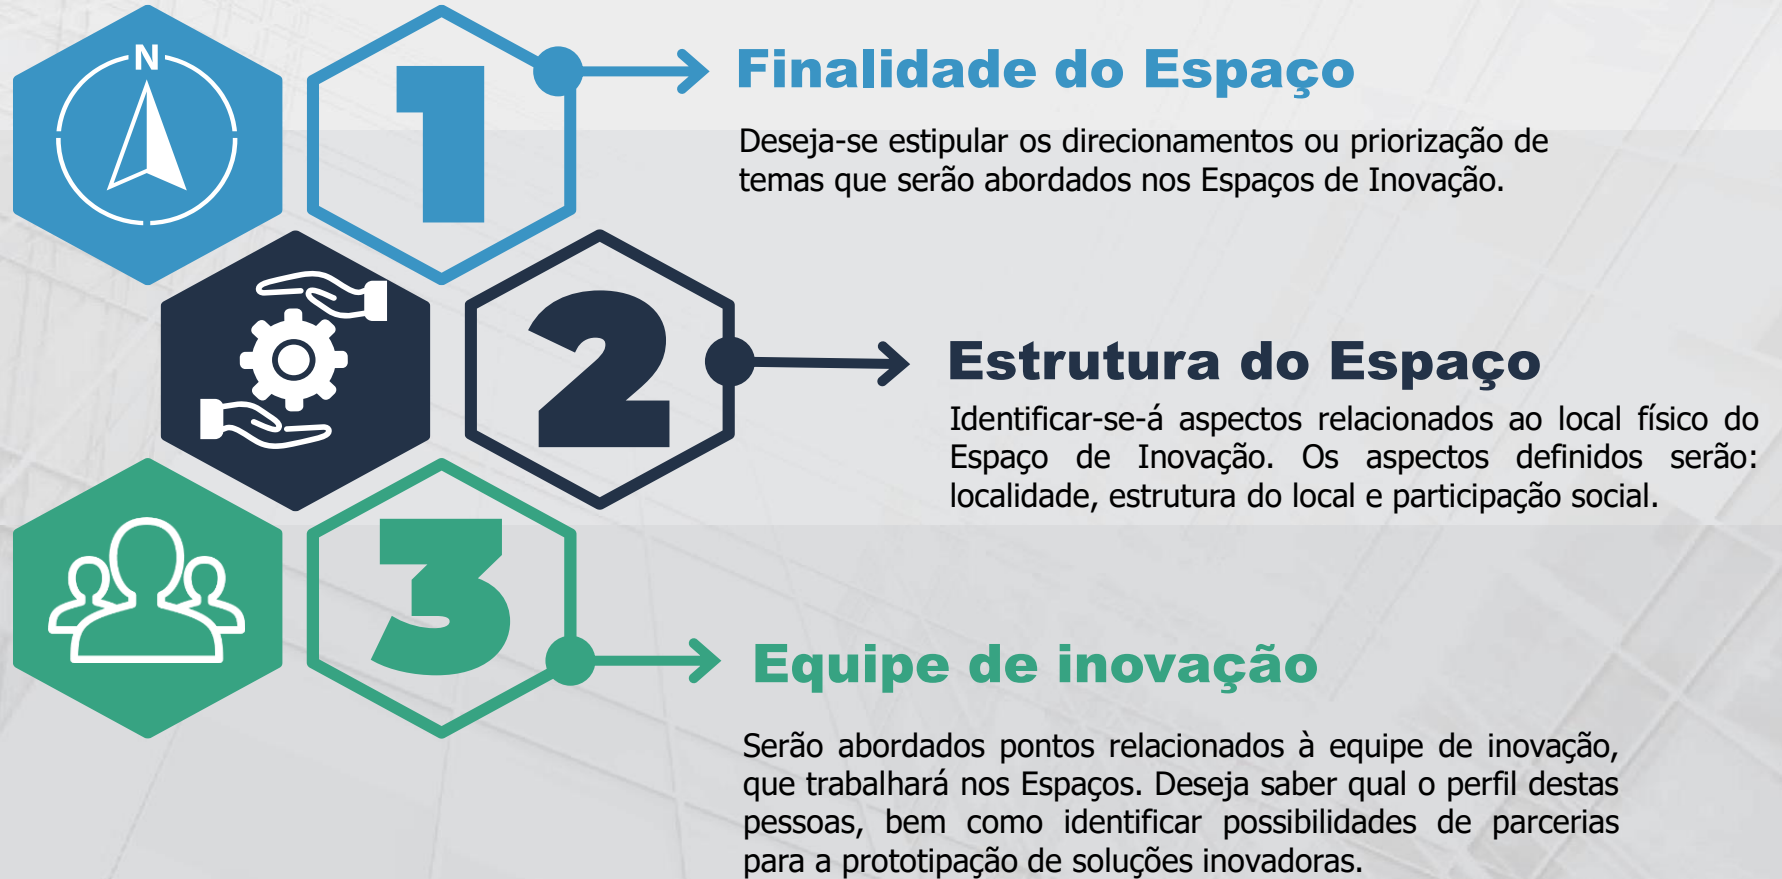 N
1
Finalidade do Espaço
Deseja-se estipular os direcionamentos ou priorização de
temas que serão abordados nos Espaços de Inovação.
2
Estrutura do Espaço
Identificar-se-á aspectos relacionados ao local físico do
Espaço de Inovação. Os aspectos definidos serão:
localidade, estrutura do local e participação social.
3
Equipe de inovação
Serão abordados pontos relacionados à equipe de inovação,
que trabalhará nos Espaços. Deseja saber qual o perfil destas
pessoas, bem como identificar possibilidades de parcerias
para a prototipação de soluções inovadoras.